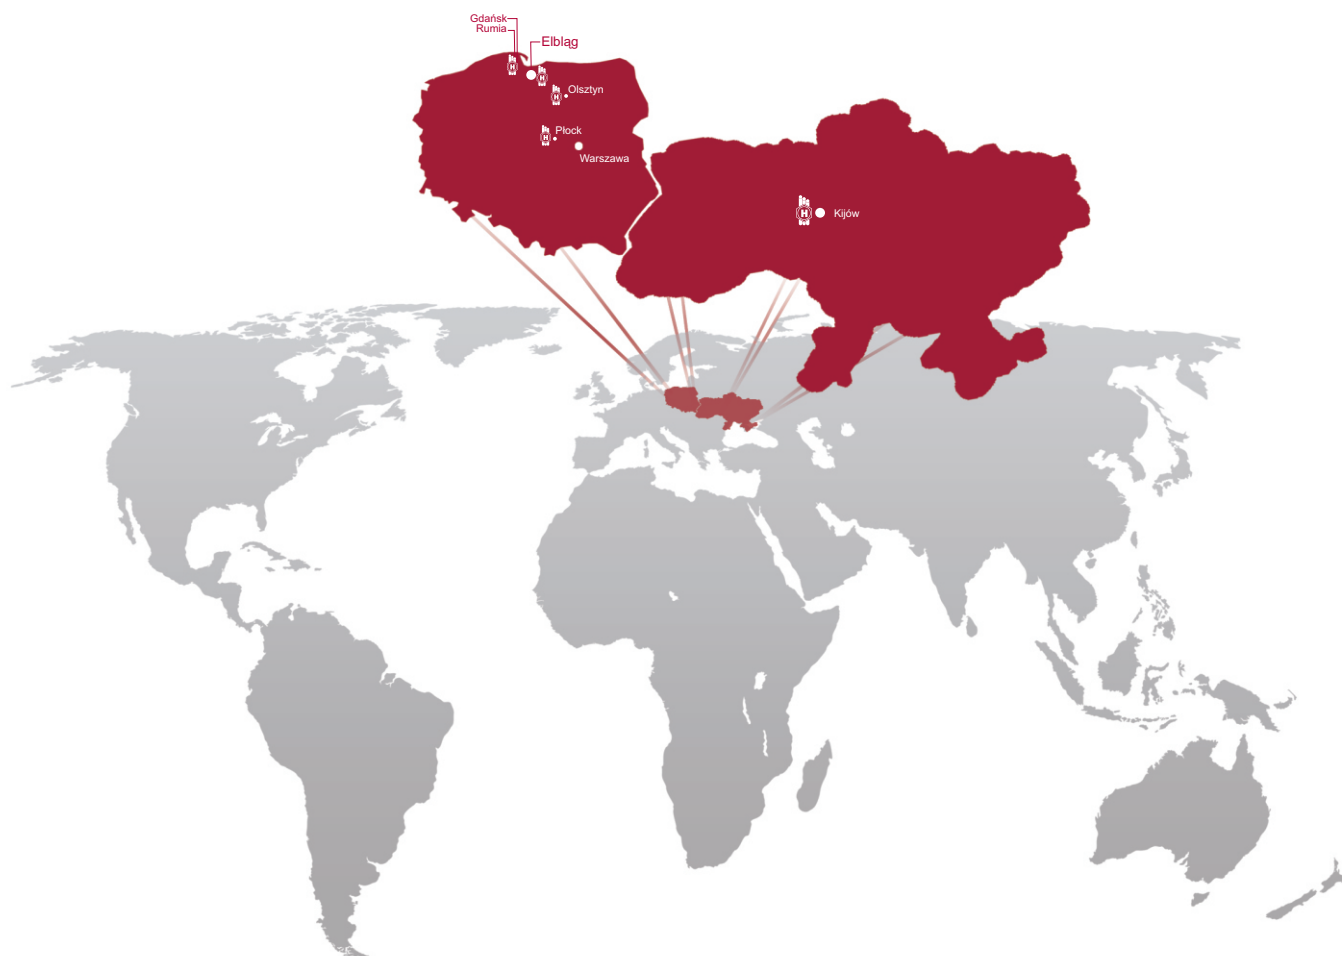 Gdańsk
Rumia
Elbląg
H
H
Olsztyn
H
Płock
H
Warszawa
H
Kijów